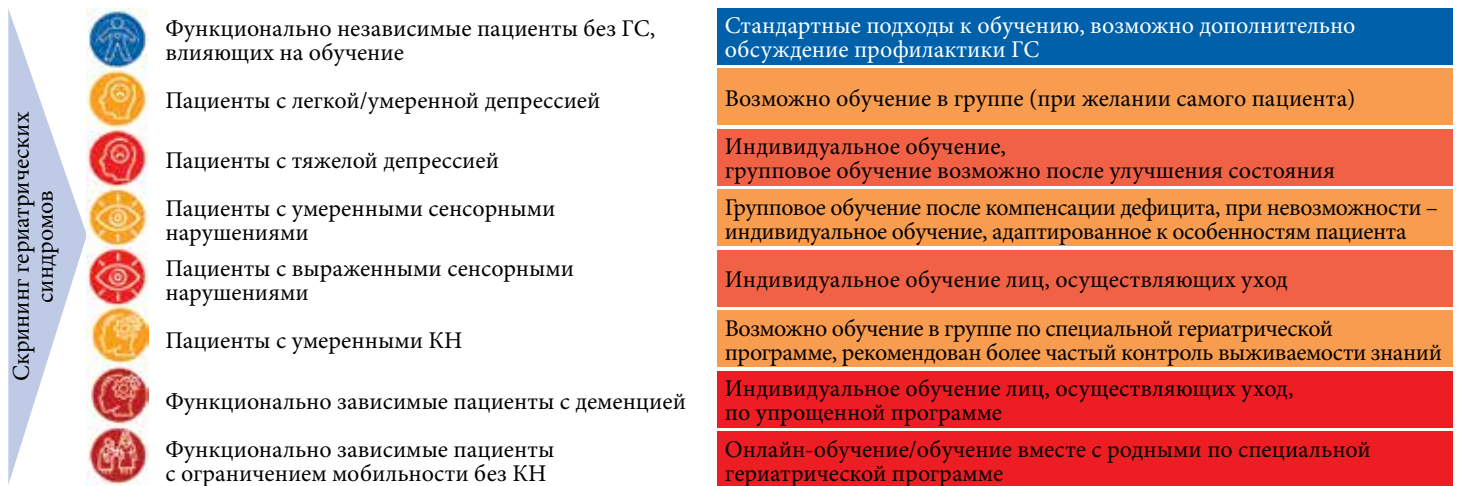 Скрининг гериатрических
синдромов
Функционально независимые пациенты без ГС,
влияющих на обучение
Стандартные подходы к обучению, возможно дополнительно
обсуждение профилактики ГС
Пациенты с легкой/умеренной депрессией
Возможно обучение в группе (при желании самого пациента)
Пациенты с тяжелой депрессией
Индивидуальное обучение,
групповое обучение возможно после улучшения состояния
Пациенты с умеренными сенсорными
нарушениями
Групповое обучение после компенсации дефицита, при невозможности –
индивидуальное обучение, адаптированное к особенностям пациента
Пациенты с выраженными сенсорными
нарушениями
Индивидуальное обучение лиц, осуществляющих уход
Пациенты с умеренными КН
Возможно обучение в группе по специальной гериатрической
программе, рекомендован более частый контроль выживаемости знаний
Функционально зависимые пациенты с деменцией
Индивидуальное обучение лиц, осуществляющих уход,
по упрощенной программе
Функционально зависимые пациенты
с ограничением мобильности без КН
Онлайн-обучение/обучение вместе с родными по специальной
гериатрической программе